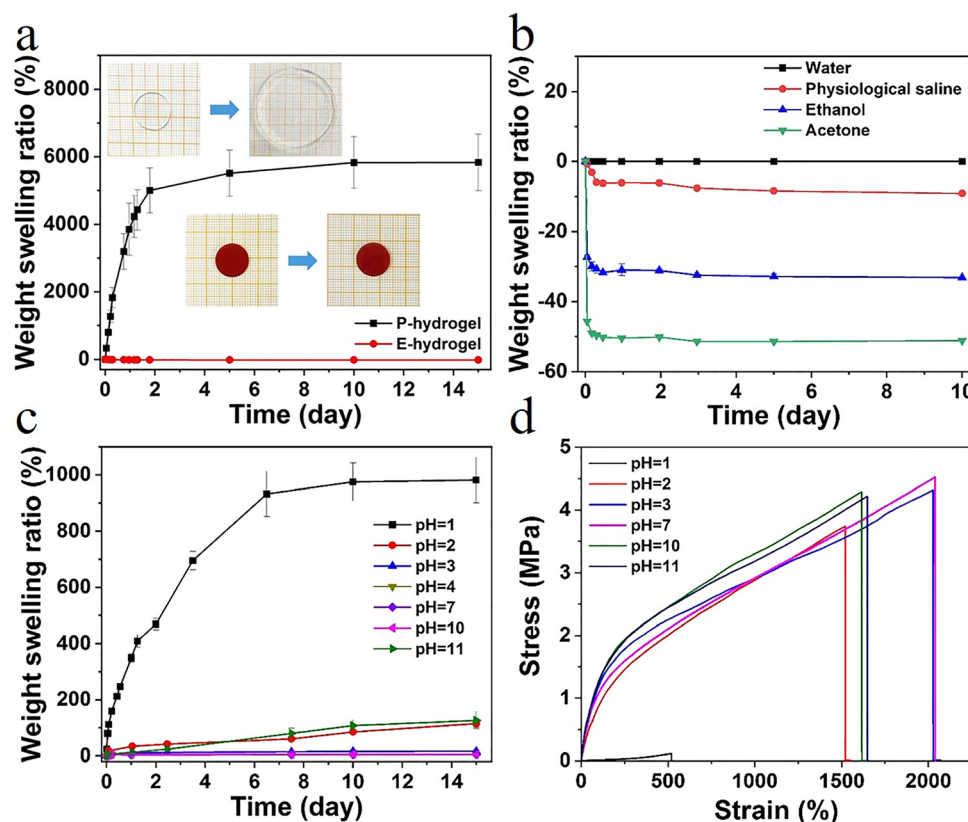 a
Weight swelling ratio (%)
8000
6000
4000
2000
0
P-hydrogel
E-hydrogel
0 2 4 6 8 10 12 14
Time (day)
b
Weight swelling ratio (%)
20
0
-20
-40
-60
Water
Physiological saline
Ethanol
Acetone
0 2 4 6 8 10
Time (day)
c
Weight swelling ratio (%)
1000
800
600
400
200
0
pH=1
pH=2
pH=3
pH=4
pH=7
pH=10
pH=11
0 2 4 6 8 10 12 14
Time (day)
d
Stress (MPa)
5
4
3
2
1
0
pH=1
pH=2
pH=3
pH=7
pH=10
pH=11
0 500 1000 1500 2000
Strain (%)